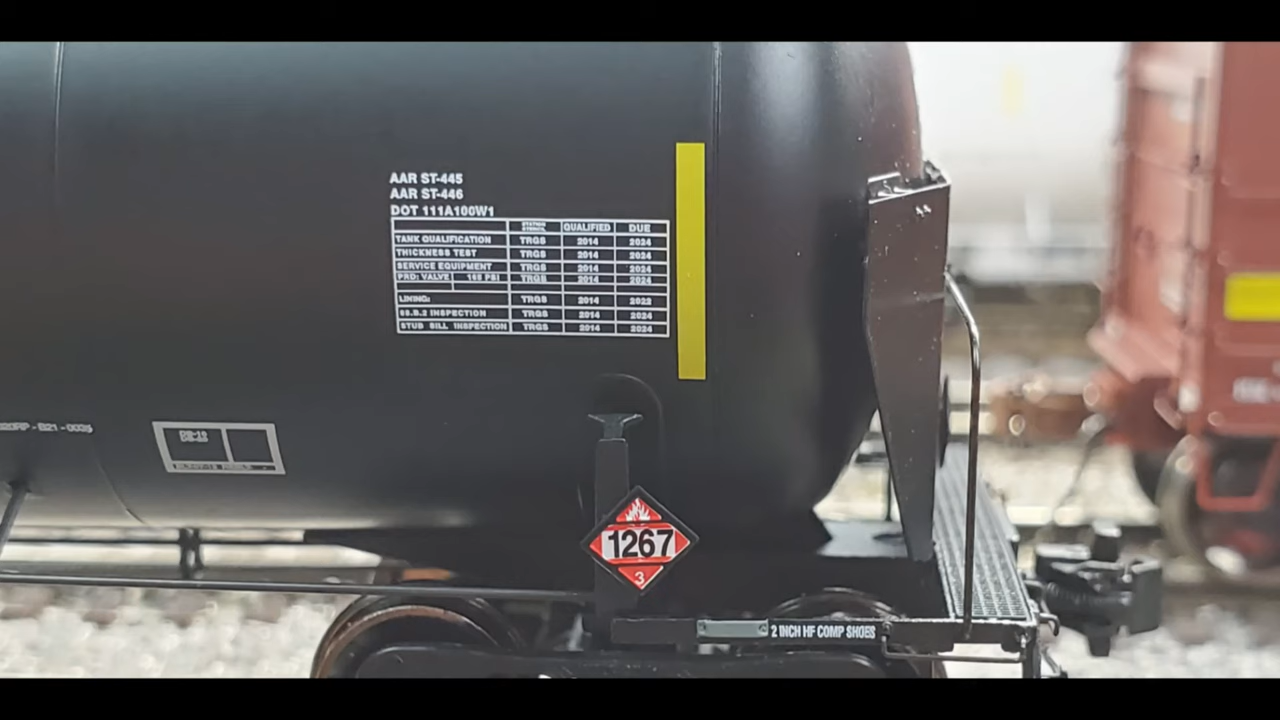 AAR ST-445
AAR ST-446
DOT 111A100W1
STATION STENCIL QUALIFIED DUE
TANK QUALIFICATION TRGS 2014 2024
THICKNESS TEST TRGS 2014 2024
SERVICE EQUIPMENT TRGS 2014 2024
PRD: VALVE 165 PSI TRGS 2014 2024
LINING: TRGS 2014 2022
88.B.2 INSPECTION TRGS 2014 2024
STUB SILL INSPECTION TRGS 2014 2024
1267
3
2 INCH HF COMP SHOES